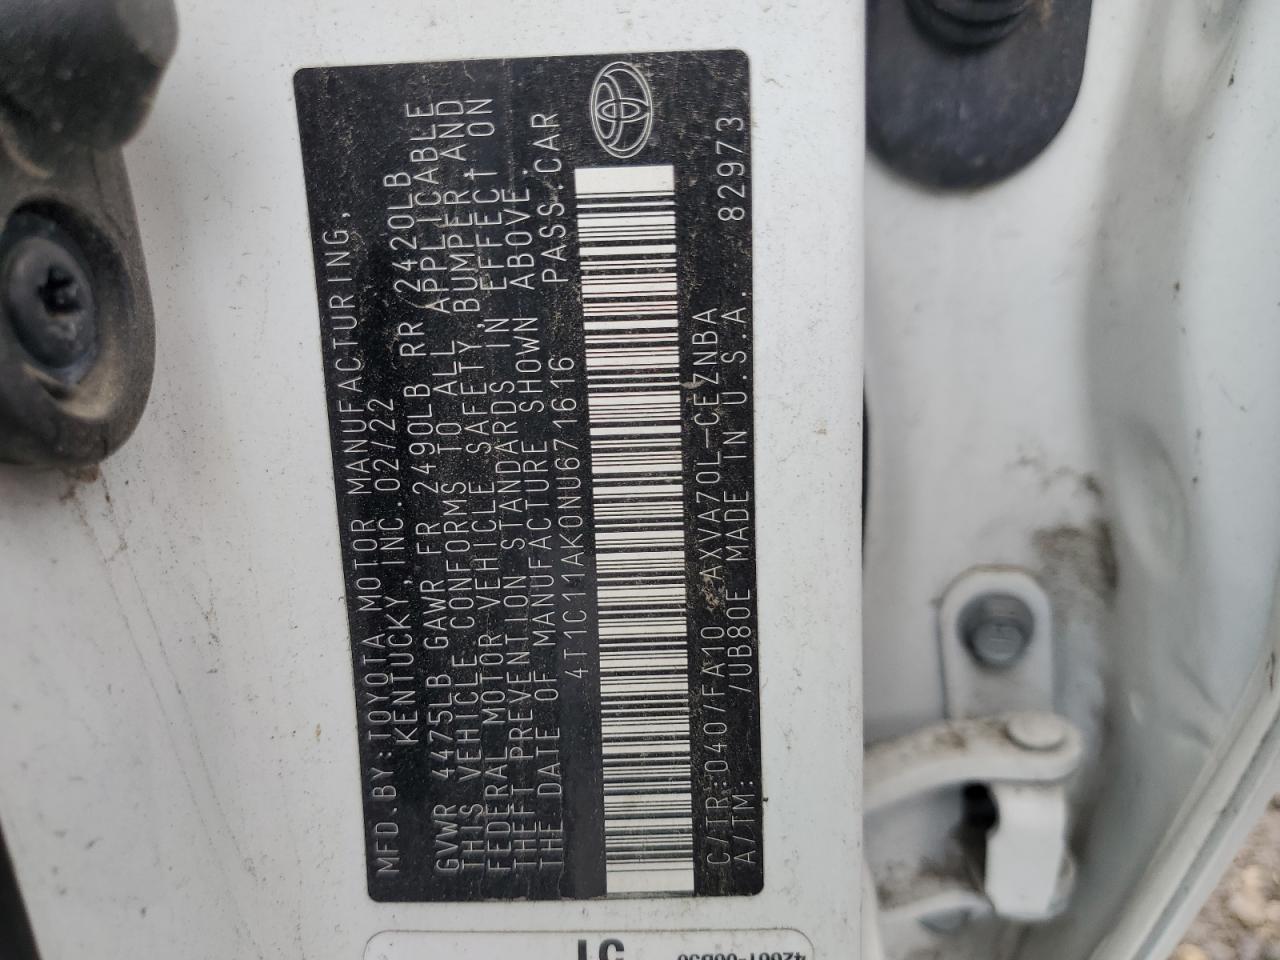 MFD.BY:TOYOTA MOTOR MANUFACTURING,
KENTUCKY, INC.02/22
GVWR 4475LB GAWR FR 2490LB RR 2420LB
THIS VEHICLE CONFORMS TO ALL APPLICABLE
FEDERAL MOTOR VEHICLE SAFETY, BUMPER, AND
THEFT PREVENTION STANDARDS IN EFFECT ON
THE DATE OF MANUFACTURE SHOWN ABOVE.
4T1C11AK0NU671616 PASS.CAR
C/TR:040/FA10 AXVA70L-CEZNBA
A/TM: /UB80E MADE IN U.S.A. 82973